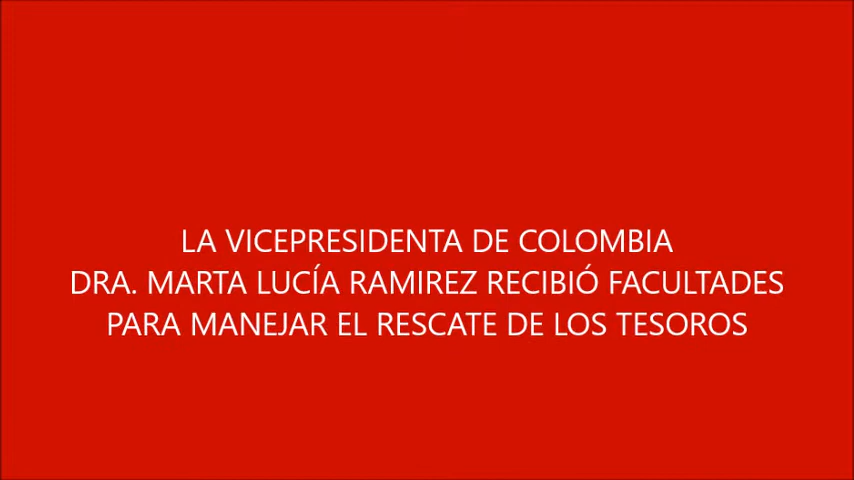 LA VICEPRESIDENTA DE COLOMBIA
DRA. MARTA LUCÍA RAMIREZ RECIBIÓ FACULTADES
PARA MANEJAR EL RESCATE DE LOS TESOROS